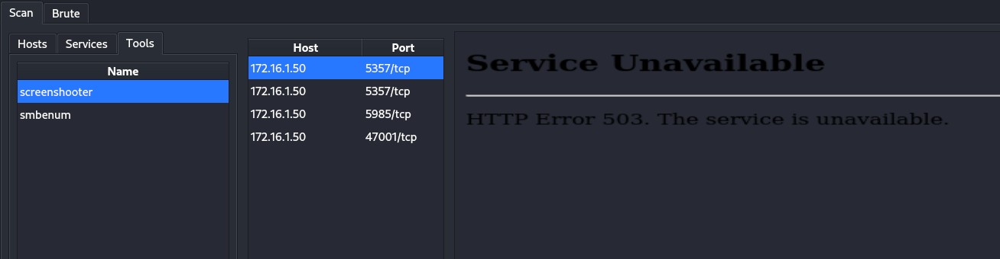 Scan Brute
Hosts Services Tools
Name
screenshooter
smbenum
Host Port
172.16.1.50 5357/tcp
172.16.1.50 5357/tcp
172.16.1.50 5985/tcp
172.16.1.50 47001/tcp
Service Unavailable
HTTP Error 503. The service is unavailable.